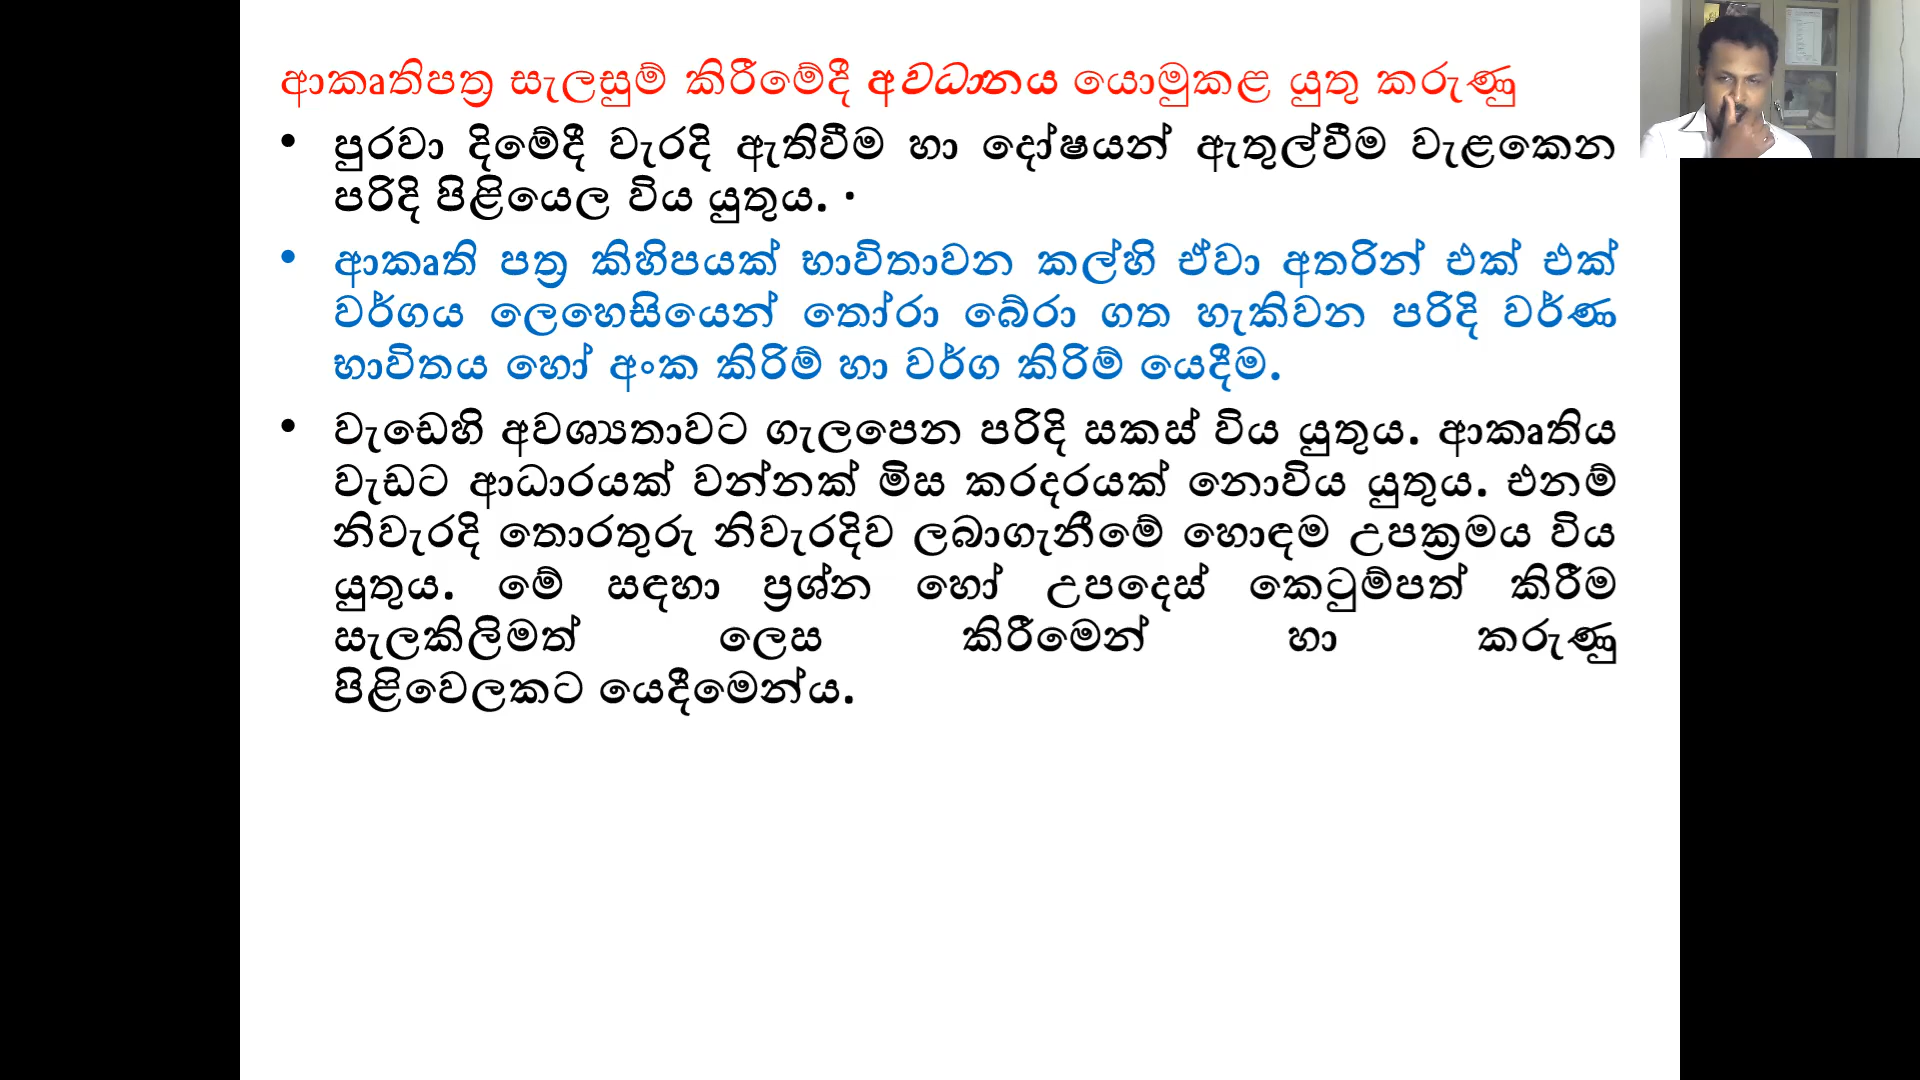 ආකෘතිපත්‍ර සැලසුම් කිරීමේදී අවධානය යොමුකළ යුතු කරුණු
• පුරවා දිමේදී වැරදි ඇතිවීම හා දෝෂයන් ඇතුල්වීම වැළකෙන
පරිදි පිළියෙල විය යුතුය. ·
• ආකෘති පත්‍ර කිහිපයක් භාවිතාවන කල්හි ඒවා අතරින් එක් එක්
වර්ගය ලෙහෙසියෙන් තෝරා බේරා ගත හැකිවන පරිදි වර්ණ
භාවිතය හෝ අංක කිරිම් හා වර්ග කිරිම් යෙදීම.
• වැඩෙහි අවශ්‍යතාවට ගැලපෙන පරිදි සකස් විය යුතුය. ආකෘතිය
වැඩට ආධාරයක් වන්නක් මිස කරදරයක් නොවිය යුතුය. එනම්
නිවැරදි තොරතුරු නිවැරදිව ලබාගැනීමේ හොඳම උපක්‍රමය විය
යුතුය. මේ සඳහා ප්‍රශ්න හෝ උපදෙස් කෙටුම්පත් කිරීම
සැලකිලිමත් ලෙස කිරීමෙන් හා කරුණු
පිළිවෙලකට යෙදීමෙන්ය.